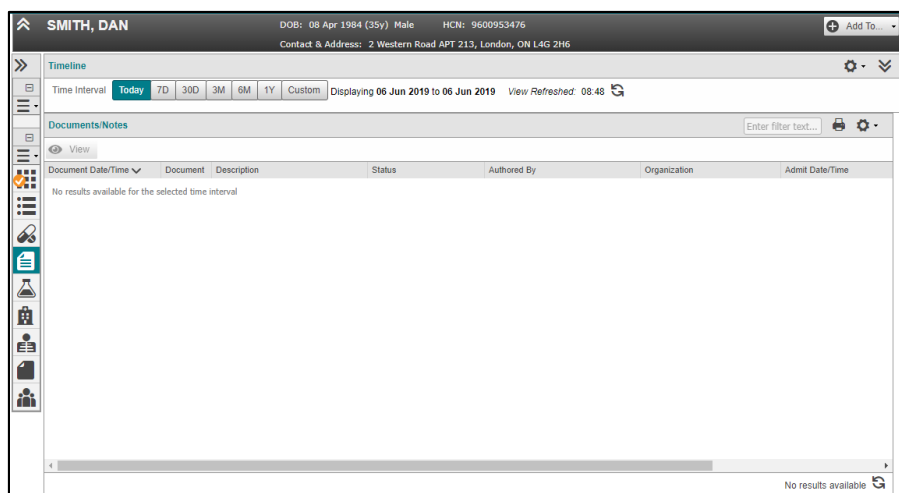 SMITH, DAN DOB: 08 Apr 1984 (35y) Male HCN: 9600953476 Add To...
Contact & Address: 2 Western Road APT 213, London, ON L4G 2H6
Timeline
Time Interval Today 7D 30D 3M 6M 1Y Custom Displaying 06 Jun 2019 to 06 Jun 2019 View Refreshed: 08:48
Documents/Notes Enter filter text...
View
Document Date/Time Document Description Status Authored By Organization Admit Date/Time
No results available for the selected time interval
No results available